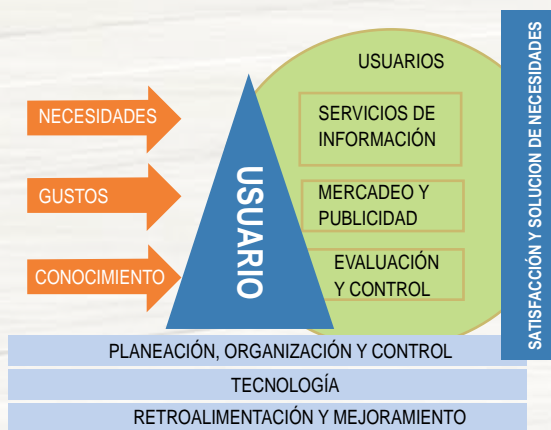 USUARIOS
NECESIDADES
GUSTOS
CONOCIMIENTO
USUARIO
SERVICIOS DE
INFORMACIÓN
MERCADEO Y
PUBLICIDAD
EVALUACIÓN
Y CONTROL
SATISFACCIÓN Y SOLUCION DE NECESIDADES
PLANEACIÓN, ORGANIZACIÓN Y CONTROL
TECNOLOGÍA
RETROALIMENTACIÓN Y MEJORAMIENTO